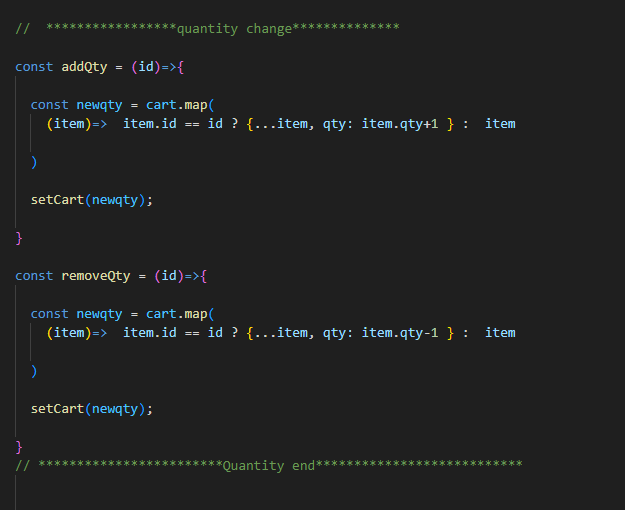 //  *****************quantity change**************
const addQty = (id)=>{
const newqty = cart.map(
(item)=>  item.id == id ? {...item, qty: item.qty+1 } :  item
)
setCart(newqty);
}
const removeQty = (id)=>{
const newqty = cart.map(
(item)=>  item.id == id ? {...item, qty: item.qty-1 } :  item
)
setCart(newqty);
}
// ************************Quantity end***************************